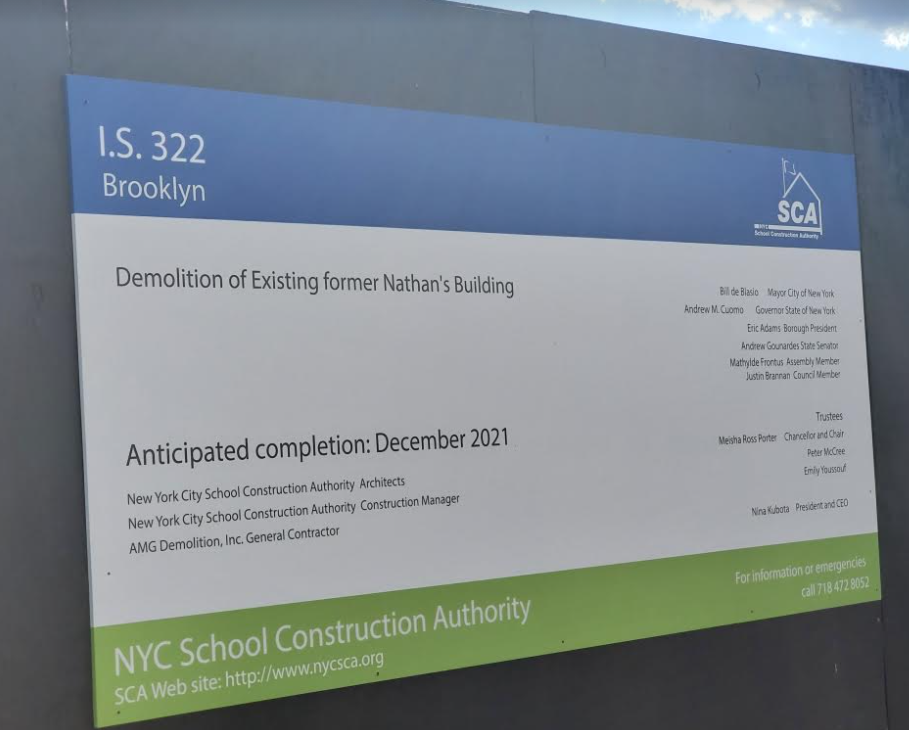 I.S. 322
Brooklyn
SCA
NYC
School Construction Authority
Demolition of Existing former Nathan's Building
Bill de Blasio Mayor City of New York
Andrew M. Cuomo Governor State of New York
Eric Adams Borough President
Andrew Gounardes State Senator
Mathylde Frontus Assembly Member
Justin Brannan Council Member
Anticipated completion: December 2021
New York City School Construction Authority Architects
New York City School Construction Authority Construction Manager
AMG Demolition, Inc. General Contractor
Trustees
Meisha Ross Porter Chancellor and Chair
Peter McCree
Emily Youssouf
Nina Kubota President and CEO
NYC School Construction Authority
SCA Web site: http://www.nycsca.org
For information or emergencies
call 718 472 8052